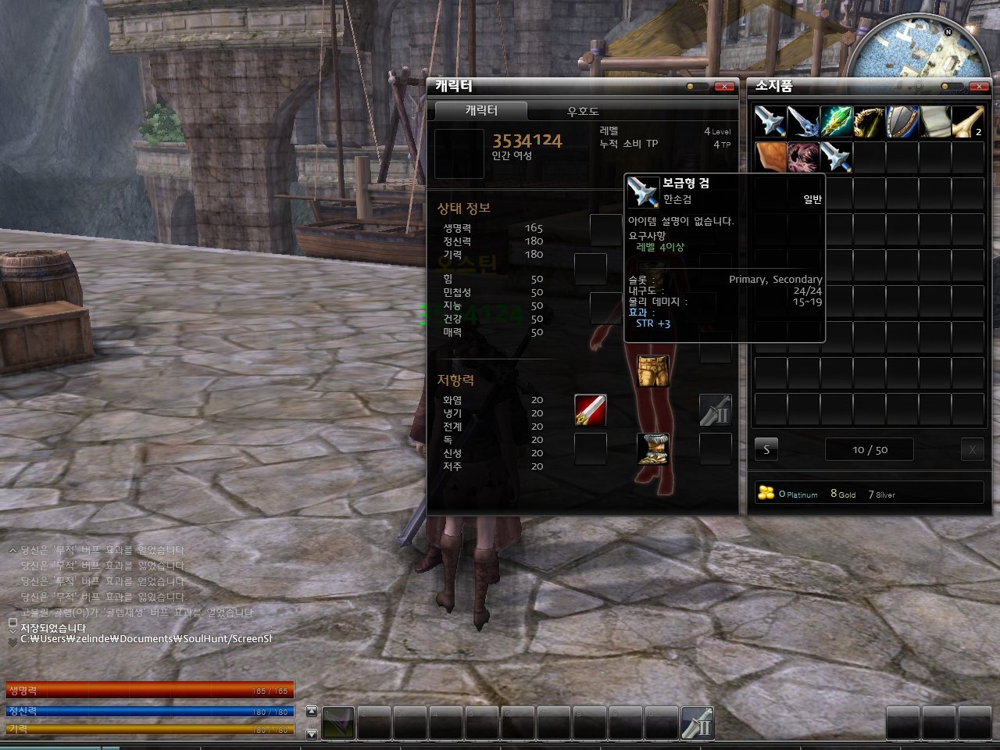 N
캐릭터
캐릭터
우호도
3534124
인간 여성
레벨 4 Level
누적 소비 TP 4 TP
상태 정보
생명력 165
정신력 180
기력 180
힘 50
민첩성 50
지능 50
건강 50
매력 50
저항력
화염 20
냉기 20
전계 20
독 20
신성 20
저주 20
오스틴
3534124
II
소지품
2
보급형 검
한손검 일반
아이템 설명이 없습니다.
요구사항
레벨 4이상
슬롯 : Primary, Secondary
내구도 : 24/24
물리 데미지 : 15~19
효과 :
STR +3
S
10 / 50
X
0 Platinum 8 Gold 7 Silver
당신은 '무적' 버프 효과를 얻었습니다.
당신은 '무적' 버프 효과를 잃었습니다.
당신은 '무적' 버프 효과를 얻었습니다.
당신은 '무적' 버프 효과를 잃었습니다.
고블린 골렘(이)가 '골렘재생' 버프 효과를 얻었습니다.
저장되었습니다 :
C:₩Users₩zelinde₩Documents₩SoulHunt/ScreenSh
생명력 165 / 165
정신력 180 / 180
기력 180 / 180
II